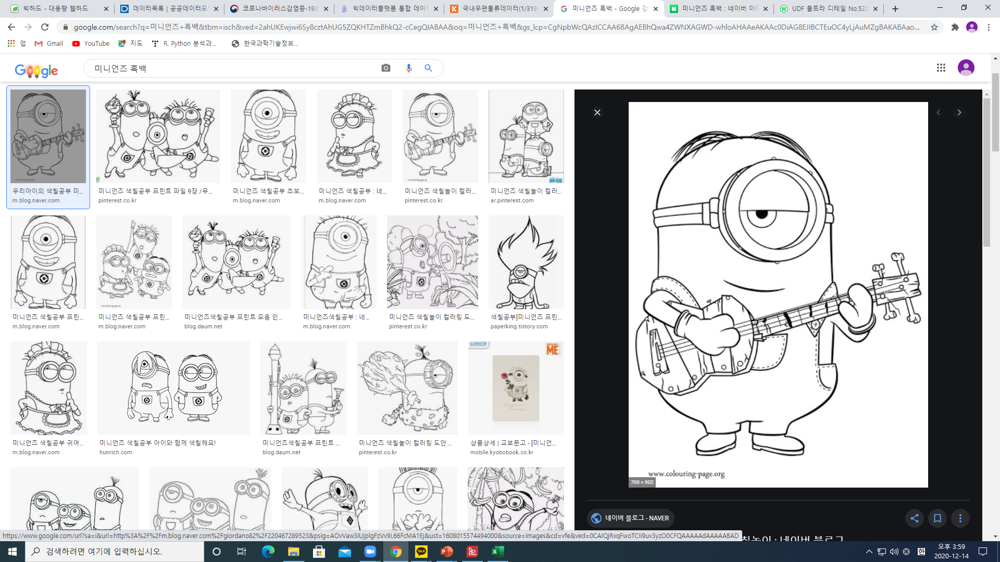 빅하드 - 대용량 웹하드
데이터목록 | 공공데이터포
코로나바이러스감염증-19(
빅데이터플랫폼 통합 데이터
국내우편물류데이터(1/319)
미니언즈 흑백 - Google 검
미니언즈 흑백 : 네이버 이미
UDF 울트라 디테일 No.522
google.com/search?q=미니언즈+흑백&tbm=isch&ved=2ahUKEwjwi6Sy8cztAhUG5ZQKHTZmBhkQ2-cCegQIABAA&oq=미니언즈+흑백&gs_lcp=CgNpbWcQAzICCAA6BAgAEBhQwa4ZWNXAGWD-whloAHAAeAKAAc0DiAG8EJIBCTEuOC4yLjAuMZgBAKABAao...
앱
Gmail
YouTube
지도
R, Python 분석과...
한국과학기술정보...
Google
미니언즈 흑백
우리아이의 색칠공부 미...
m.blog.naver.com
미니언즈 색칠공부 프린트 파일 9장 /무...
pinterest.co.kr
미니언즈 색칠공부 초보...
m.blog.naver.com
미니언즈 색칠공부 : 네...
m.blog.naver.com
미니언즈 색칠놀이 컬러...
pinterest.co.kr
미니언즈 색칠놀이 컬러...
ar.pinterest.com
미니언즈 색칠공부 프린...
m.blog.naver.com
미니언즈 색칠공부 프린...
m.blog.naver.com
미니언즈색칠공부 프린트 모음 인...
blog.daum.net
미니언즈색칠공부 : 네...
m.blog.naver.com
미니언즈 색칠놀이 컬러링 도...
pinterest.co.kr
색칠공부]미니언즈 프린...
paperking.tistory.com
ILLUMINATION
ME
미니언즈 색칠공부 귀여...
m.blog.naver.com
미니언즈 색칠공부 아이와 함께 색칠해요!
hunrich.com
미니언즈색칠공부 프린트 ...
blog.daum.net
미니언즈 색칠놀이 컬러링 도안 ...
pinterest.co.kr
상품상세 | 교보문고 - [미니언...
mobile.kyobobook.co.kr
www.colouring-page.org
700 × 902
네이버 블로그 - NAVER
칠놀이 : 네이버 블로그
https://www.google.com/url?sa=i&url=http%3A%2F%2Fm.blog.naver.com%2Fgiordano82%2F220467289523&psig=AOvVaw3iUjplgFzVv9L66FcMA1Ej&ust=1608015574494000&source=images&cd=vfe&ved=0CAIQjRxqFwoTCIi9uv3yzO0CFQAAAAAdAAAAABAD
검색하려면 여기에 입력하십시오.
TALK
한
오후 3:59
2020-12-14